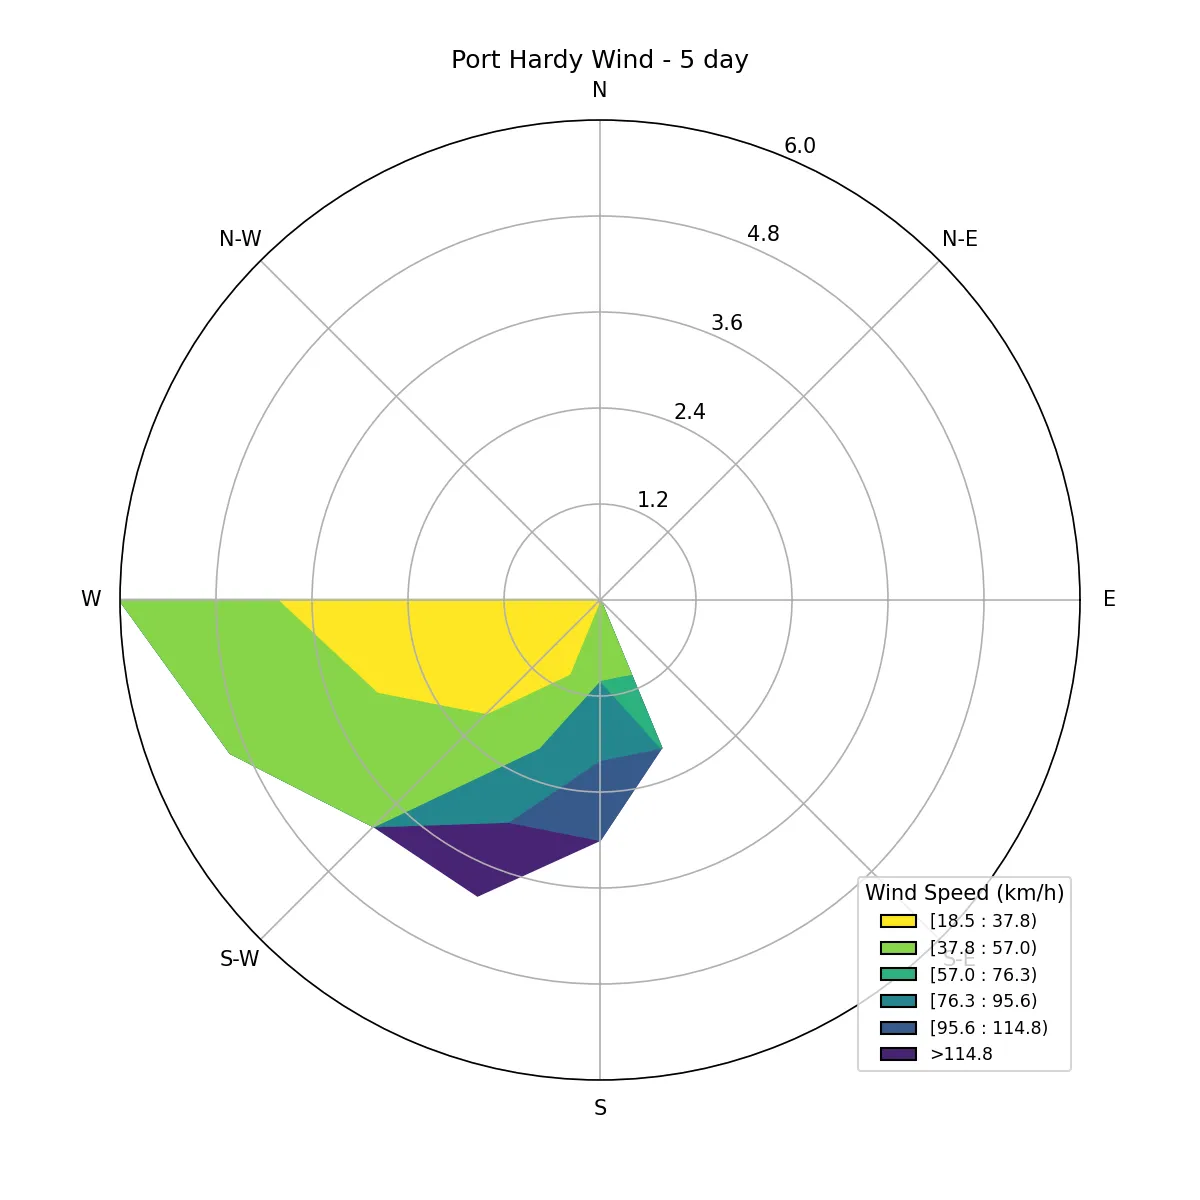 Port Hardy Wind - 5 day
N
6.0
N-W
4.8
N-E
3.6
2.4
1.2
W
E
S-W
S-E
S
Wind Speed (km/h)
[18.5 : 37.8)
[37.8 : 57.0)
[57.0 : 76.3)
[76.3 : 95.6)
[95.6 : 114.8)
>114.8